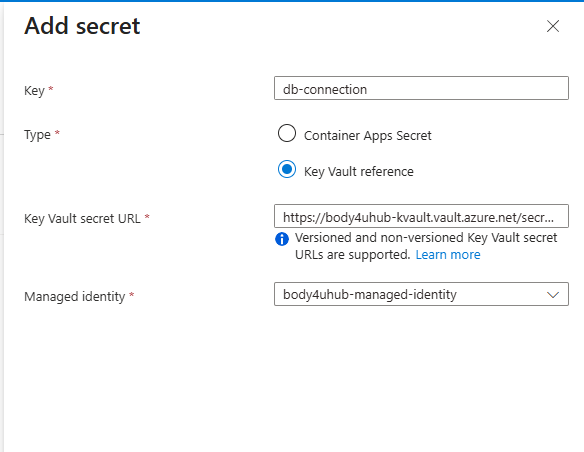 Add secret
Key *
db-connection
Type *
Container Apps Secret
Key Vault reference
Key Vault secret URL *
https://body4uhub-kvault.vault.azure.net/secr...
Versioned and non-versioned Key Vault secret
URLs are supported. Learn more
Managed identity *
body4uhub-managed-identity